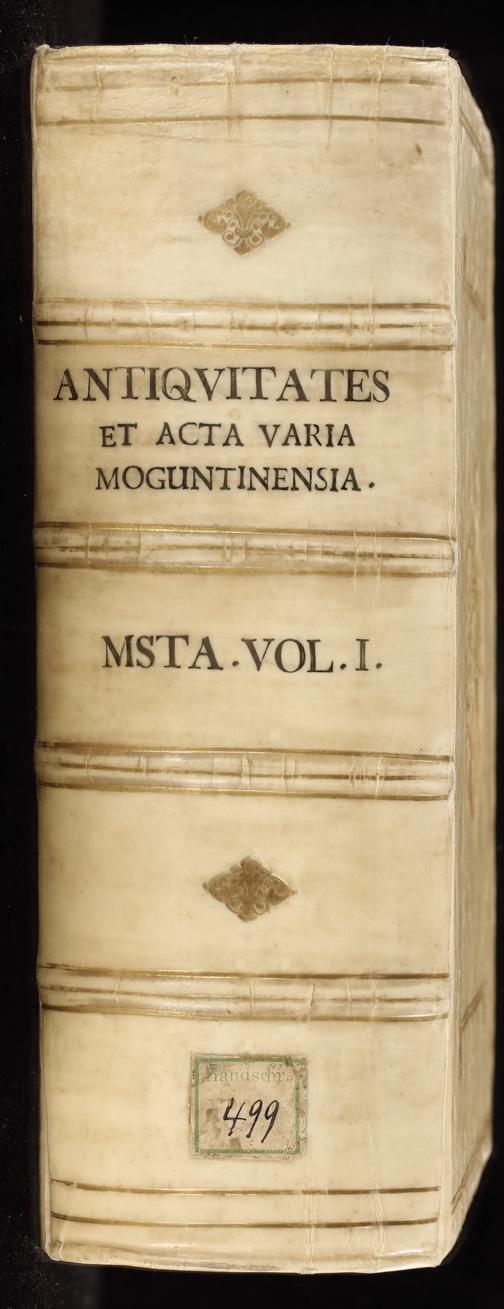 ANTIQVITATES
ET ACTA VARIA
MOGUNTINENSIA.
MSTA.VOL.I.
Handschr.
499